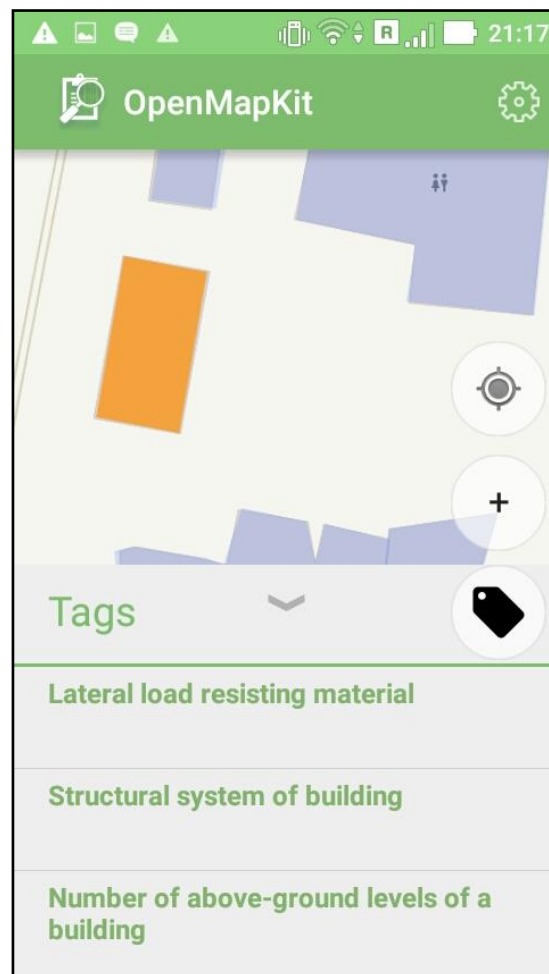 R 21:17
OpenMapKit
Tags
Lateral load resisting material
Structural system of building
Number of above-ground levels of a
building